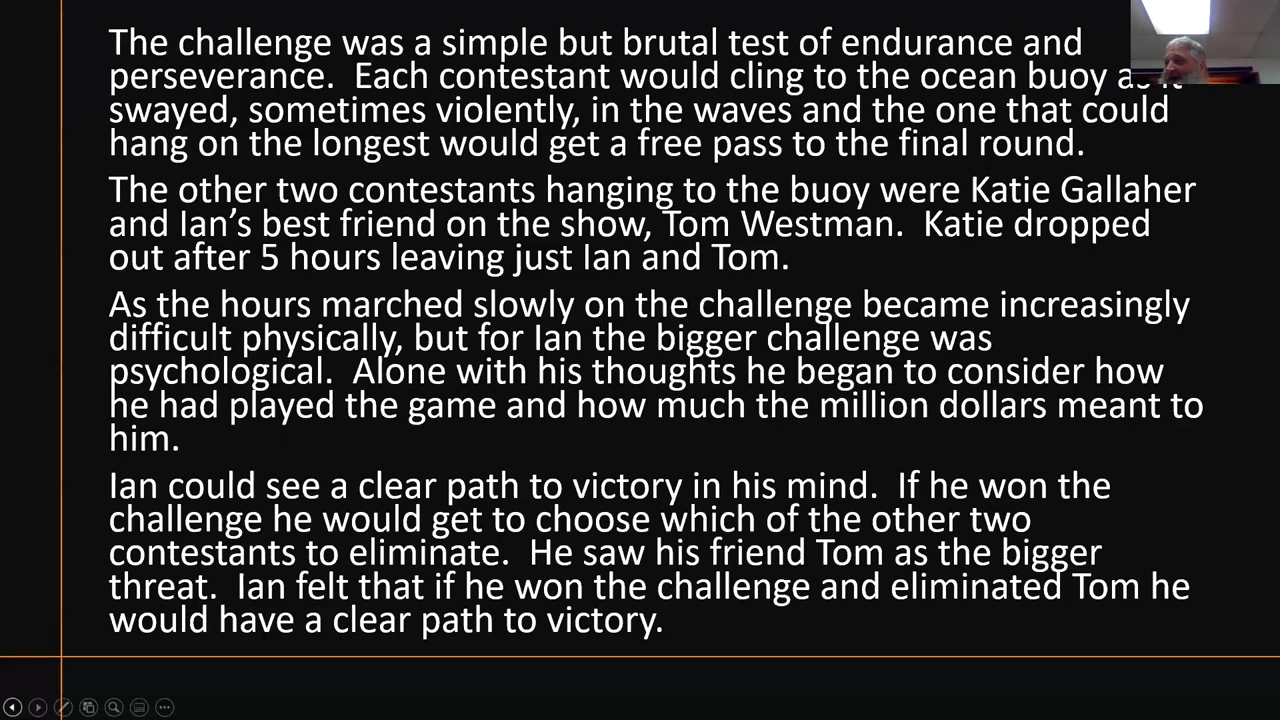 The challenge was a simple but brutal test of endurance and
perseverance. Each contestant would cling to the ocean buoy as it
swayed, sometimes violently, in the waves and the one that could
hang on the longest would get a free pass to the final round.
The other two contestants hanging to the buoy were Katie Gallaher
and Ian’s best friend on the show, Tom Westman. Katie dropped
out after 5 hours leaving just Ian and Tom.
As the hours marched slowly on the challenge became increasingly
difficult physically, but for Ian the bigger challenge was
psychological. Alone with his thoughts he began to consider how
he had played the game and how much the million dollars meant to
him.
Ian could see a clear path to victory in his mind. If he won the
challenge he would get to choose which of the other two
contestants to eliminate. He saw his friend Tom as the bigger
threat. Ian felt that if he won the challenge and eliminated Tom he
would have a clear path to victory.